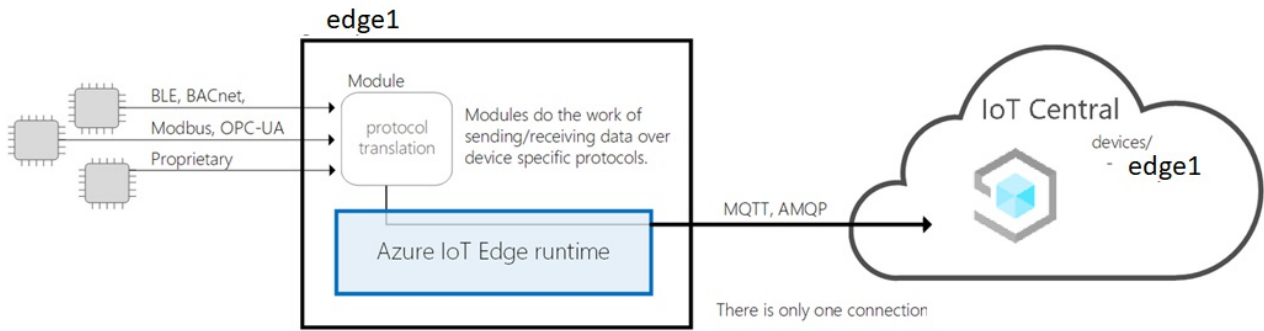 edge1
Module
BLE, BACnet,
Modbus, OPC-UA
Proprietary
protocol
translation
Modules do the work of
sending/receiving data over
device specific protocols.
Azure IoT Edge runtime
MQTT, AMQP
IoT Central
devices/
- edge1
There is only one connection